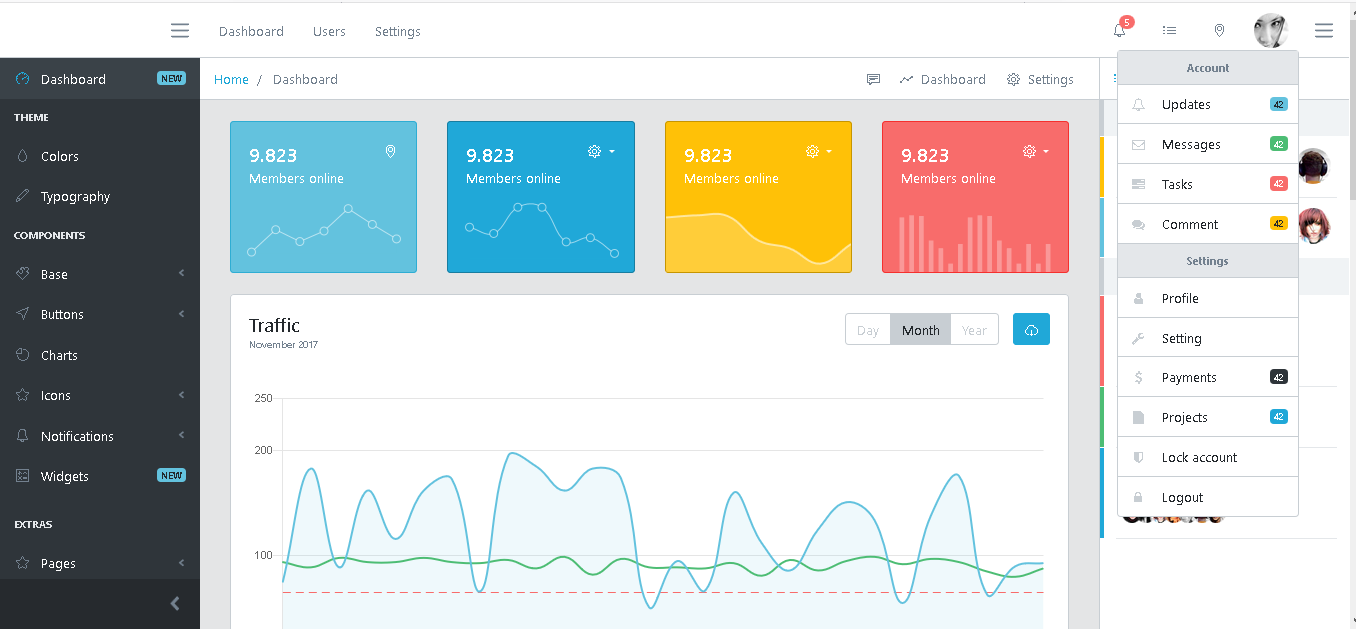 Dashboard Users Settings 5
Dashboard NEW
THEME
Colors
Typography
COMPONENTS
Base
Buttons
Charts
Icons
Notifications
Widgets NEW
EXTRAS
Pages
Home / Dashboard
Dashboard Settings
9.823
Members online
9.823
Members online
9.823
Members online
9.823
Members online
Traffic
November 2017
Day Month Year
250
200
100
Account
Updates 42
Messages 42
Tasks 42
Comment 42
Settings
Profile
Setting
Payments 42
Projects 42
Lock account
Logout